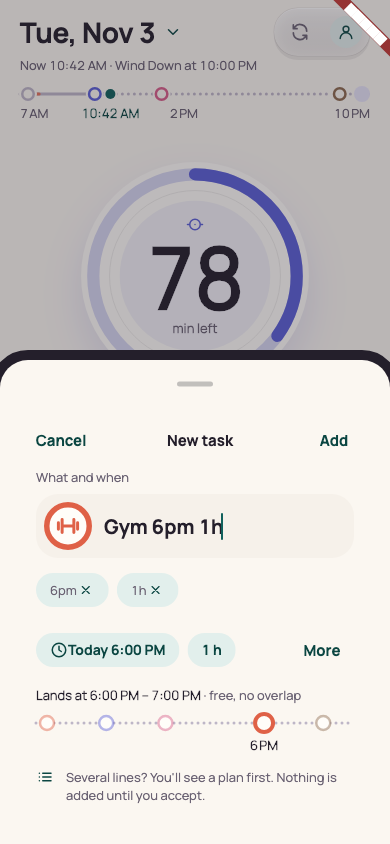 Tue, Nov 3
Now 10:42 AM · Wind Down at 10:00 PM
7 AM 10:42 AM 2 PM 10 PM
78
min left
Cancel New task Add
What and when
Gym 6pm 1h
6pm × 1h ×
Today 6:00 PM 1 h More
Lands at 6:00 PM – 7:00 PM · free, no overlap
6 PM
Several lines? You'll see a plan first. Nothing is
added until you accept.